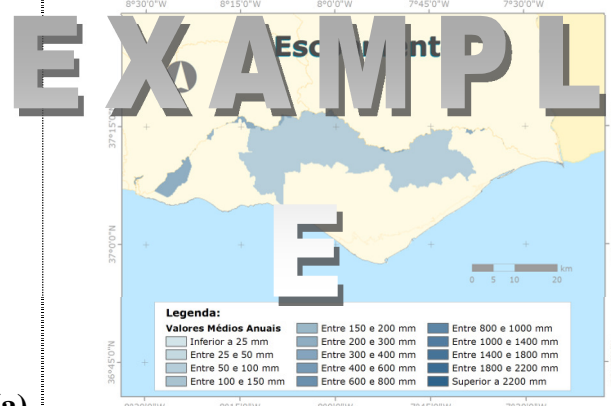 8°30'0"W 8°15'0"W 8°0'0"W 7°45'0"W 7°30'0"W
EXAMPL
E
37°0'0"N
36°45'0"N
km
0 5 10 20
Legenda:
Valores Médios Anuais
Inferior a 25 mm
Entre 25 e 50 mm
Entre 50 e 100 mm
Entre 100 e 150 mm
Entre 150 e 200 mm
Entre 200 e 300 mm
Entre 300 e 400 mm
Entre 400 e 600 mm
Entre 600 e 800 mm
Entre 800 e 1000 mm
Entre 1000 e 1400 mm
Entre 1400 e 1800 mm
Entre 1800 e 2200 mm
Superior a 2200 mm